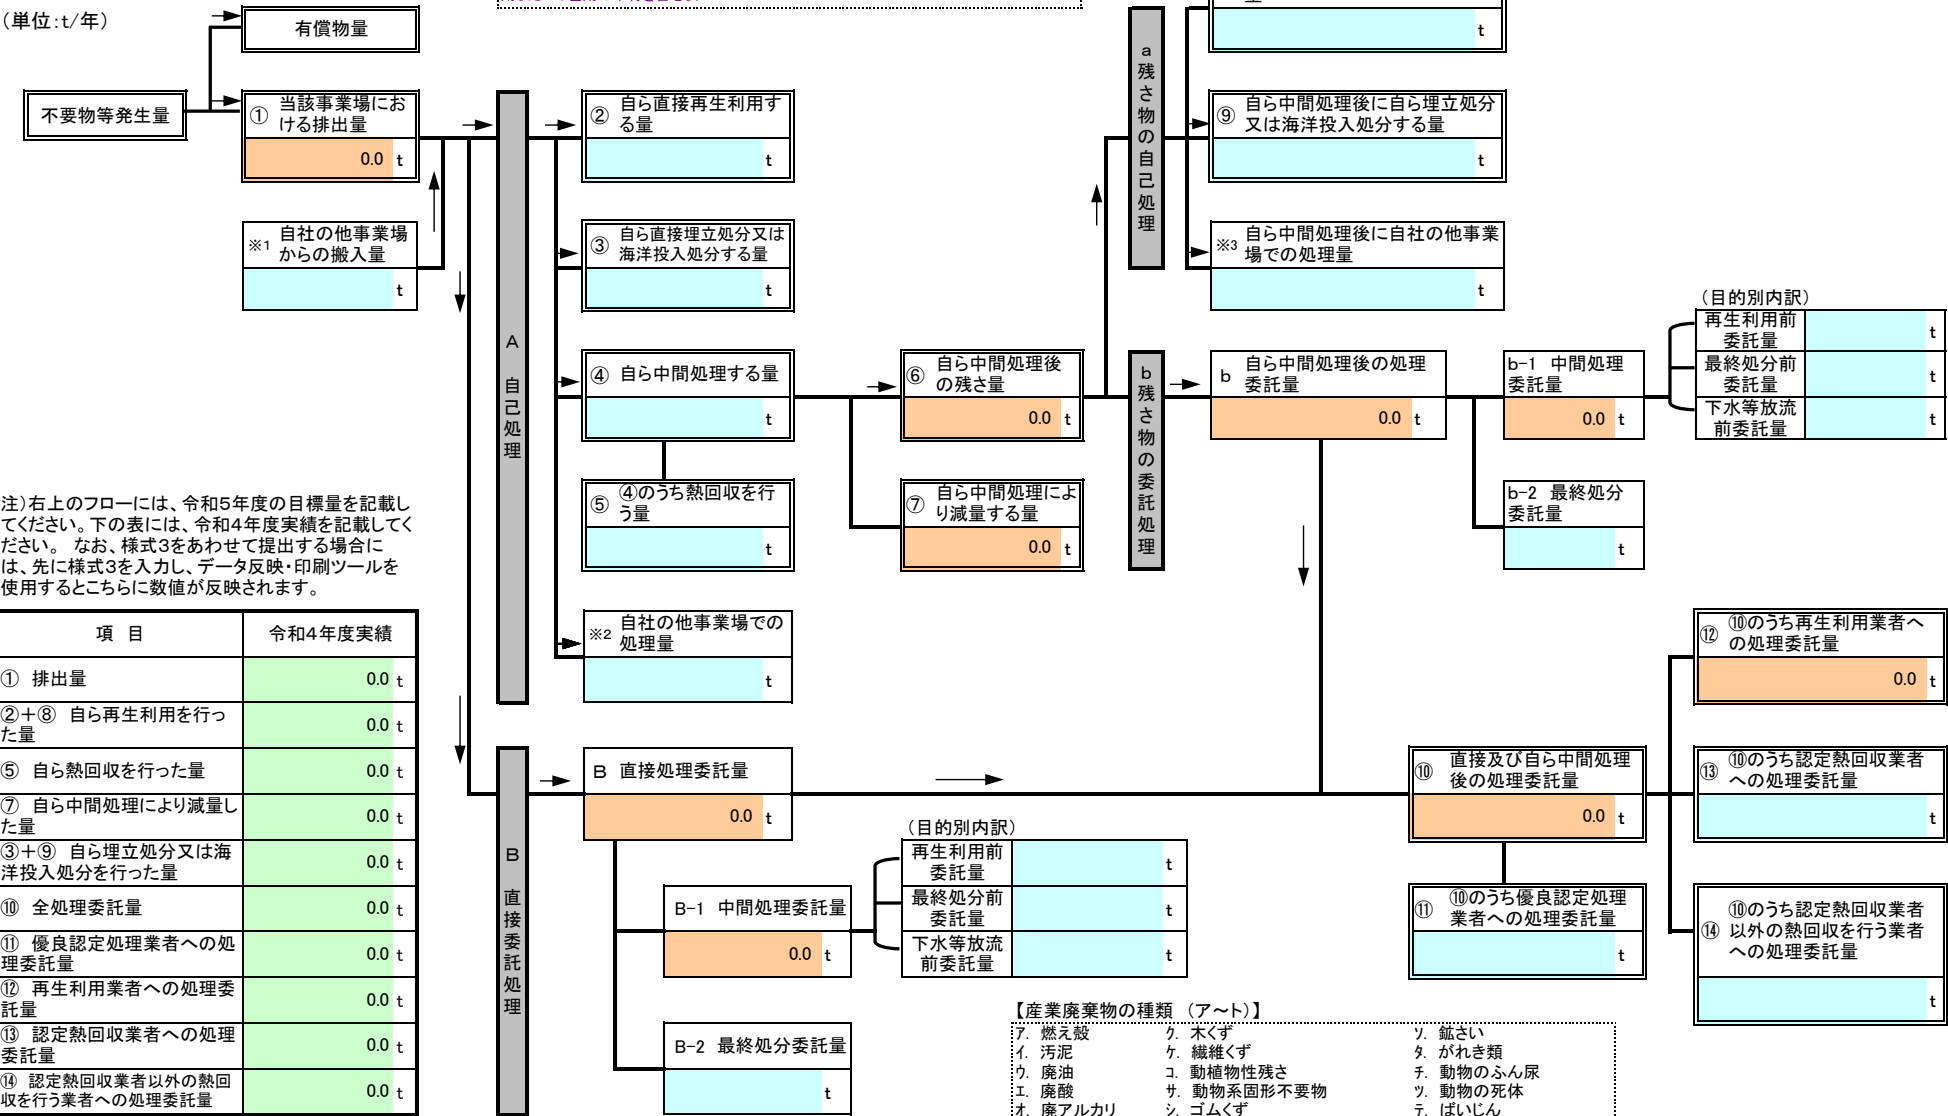 （単位：t/年）
有償物量
不要物等発生量
① 当該事業場にお
ける排出量
0.0 t
※1 自社の他事業場
からの搬入量
t
A 自己処理
② 自ら直接再生利用す
る量
t
③ 自ら直接埋立処分又は
海洋投入処分する量
t
④ 自ら中間処理する量
t
⑤ ④のうち熱回収を行
う量
t
※2 自社の他事業場での
処理量
t
⑥ 自ら中間処理後
の残さ量
0.0 t
⑦ 自ら中間処理によ
り減量する量
0.0 t
a 残さ物の自己処理
t
⑨ 自ら中間処理後に自ら埋立処分
又は海洋投入処分する量
t
※3 自ら中間処理後に自社の他事業
場での処理量
t
b 残さ物の委託処理
b 自ら中間処理後の処理
委託量
0.0 t
b-1 中間処理
委託量
0.0 t
（目的別内訳）
再生利用前
委託量 t
最終処分前
委託量 t
下水等放流
前委託量 t
b-2 最終処分
委託量
t
注）右上のフローには、令和５年度の目標量を記載し
てください。下の表には、令和４年度実績を記載してく
ださい。 なお、様式３をあわせて提出する場合に
は、先に様式３を入力し、データ反映・印刷ツールを
使用するとこちらに数値が反映されます。
項 目 令和４年度実績
① 排出量 0.0 t
②＋⑧ 自ら再生利用を行っ
た量 0.0 t
⑤ 自ら熱回収を行った量 0.0 t
⑦ 自ら中間処理により減量し
た量 0.0 t
③＋⑨ 自ら埋立処分又は海
洋投入処分を行った量 0.0 t
⑩ 全処理委託量 0.0 t
⑪ 優良認定処理業者への処
理委託量 0.0 t
⑫ 再生利用業者への処理委
託量 0.0 t
⑬ 認定熱回収業者への処理
委託量 0.0 t
⑭ 認定熱回収業者以外の熱回
収を行う業者への処理委託量 0.0 t
B 直接委託処理
B 直接処理委託量
0.0 t
B-1 中間処理委託量
0.0 t
（目的別内訳）
再生利用前
委託量 t
最終処分前
委託量 t
下水等放流
前委託量 t
B-2 最終処分委託量
t
⑩ 直接及び自ら中間処理
後の処理委託量
0.0 t
⑪ ⑩のうち優良認定処理
業者への処理委託量
t
⑫ ⑩のうち再生利用業者へ
の処理委託量
0.0 t
⑬ ⑩のうち認定熱回収業者
への処理委託量
t
⑭ ⑩のうち認定熱回収業者
以外の熱回収を行う業者
への処理委託量
t
【産業廃棄物の種類 （ア～ト）】
ア．燃え殻 ク．木くず ソ．鉱さい
イ．汚泥 ケ．繊維くず タ．がれき類
ウ．廃油 コ．動植物性残さ チ．動物のふん尿
エ．廃酸 サ．動物系固形不要物 ツ．動物の死体
オ．廃アルカリ シ．ゴムくず テ．ばいじん